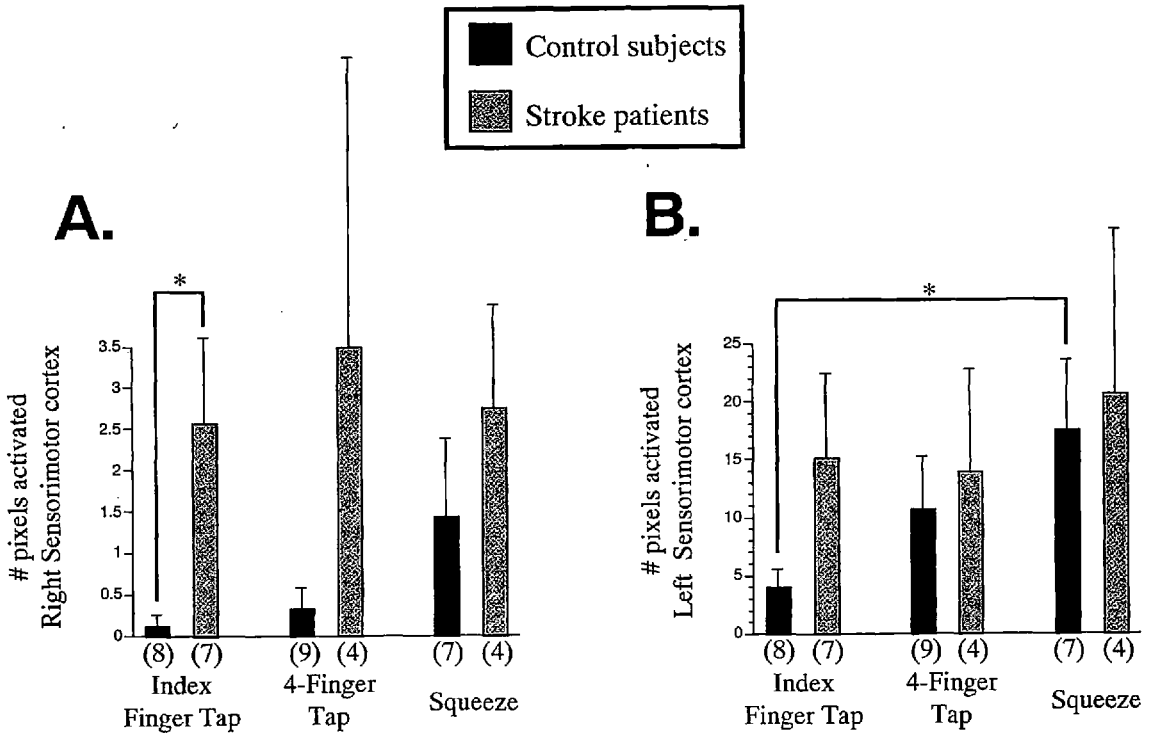 Control subjects
Stroke patients
A.
*
# pixels activated
Right Sensorimotor cortex
3.5
3
2.5
2
1.5
1
0.5
0
(8) (7) (9) (4) (7) (4)
Index
Finger Tap
4-Finger
Tap
Squeeze
B.
*
# pixels activated
Left Sensorimotor cortex
25
20
15
10
5
0
(8) (7) (9) (4) (7) (4)
Index
Finger Tap
4-Finger
Tap
Squeeze